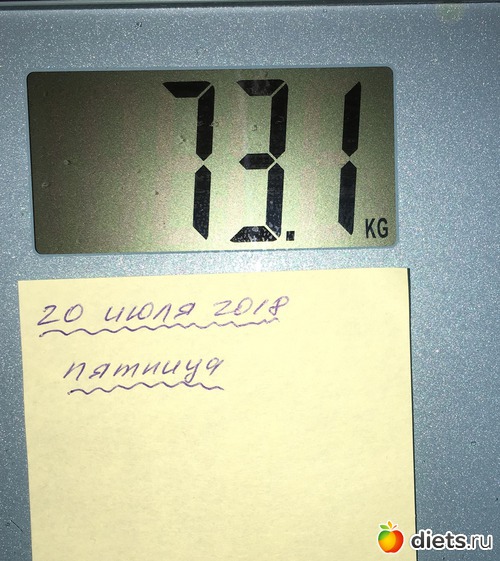 73.1 KG
20 июля 2018
пятница
diets.ru